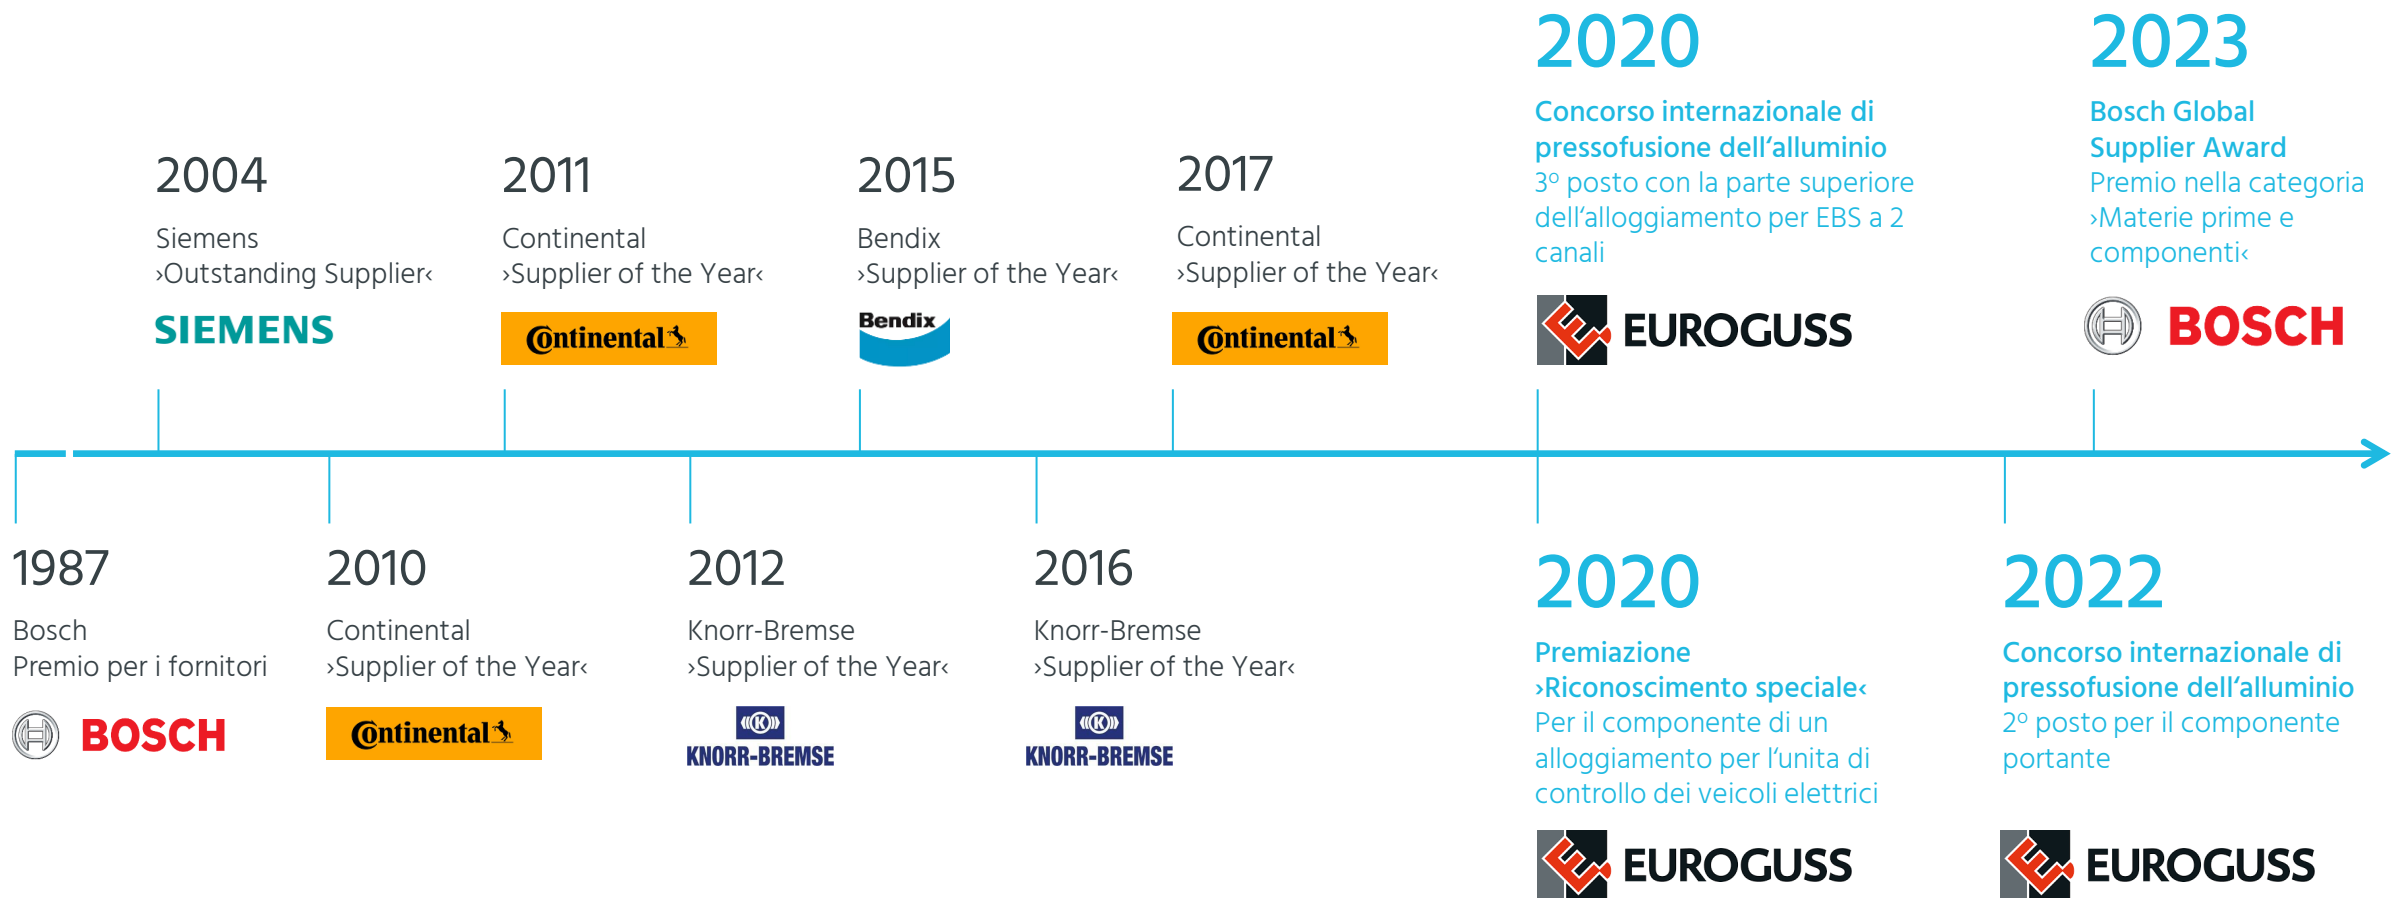 2004
Siemens
›Outstanding Supplier‹
SIEMENS
2011
Continental
›Supplier of the Year‹
Continental
2015
Bendix
›Supplier of the Year‹
Bendix
2017
Continental
›Supplier of the Year‹
Continental
2020
Concorso internazionale di
pressofusione dell‘alluminio
3º posto con la parte superiore
dell‘alloggiamento per EBS a 2
canali
EUROGUSS
2023
Bosch Global
Supplier Award
Premio nella categoria
›Materie prime e
componenti‹
BOSCH
1987
Bosch
Premio per i fornitori
BOSCH
2010
Continental
›Supplier of the Year‹
Continental
2012
Knorr-Bremse
›Supplier of the Year‹
K
KNORR-BREMSE
2016
Knorr-Bremse
›Supplier of the Year‹
K
KNORR-BREMSE
2020
Premiazione
›Riconoscimento speciale‹
Per il componente di un
alloggiamento per l‘unita di
controllo dei veicoli elettrici
EUROGUSS
2022
Concorso internazionale di
pressofusione dell‘alluminio
2º posto per il componente
portante
EUROGUSS